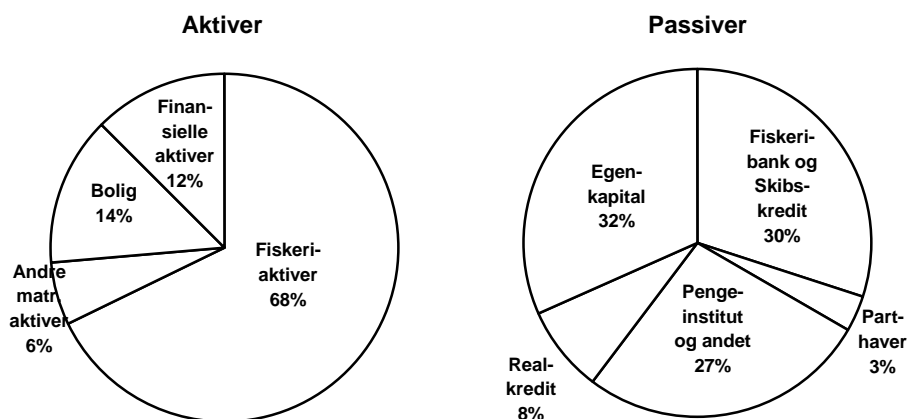 Aktiver
Finan-
sielle
aktiver
12%
Bolig
14%
Fiskeri-
aktiver
68%
Andre
matr.
aktiver
6%
Passiver
Fiskeri-
bank og
Skibs-
kredit
30%
Egen-
kapital
32%
Penge-
institut
og andet
27%
Part-
haver
3%
Real-
kredit
8%